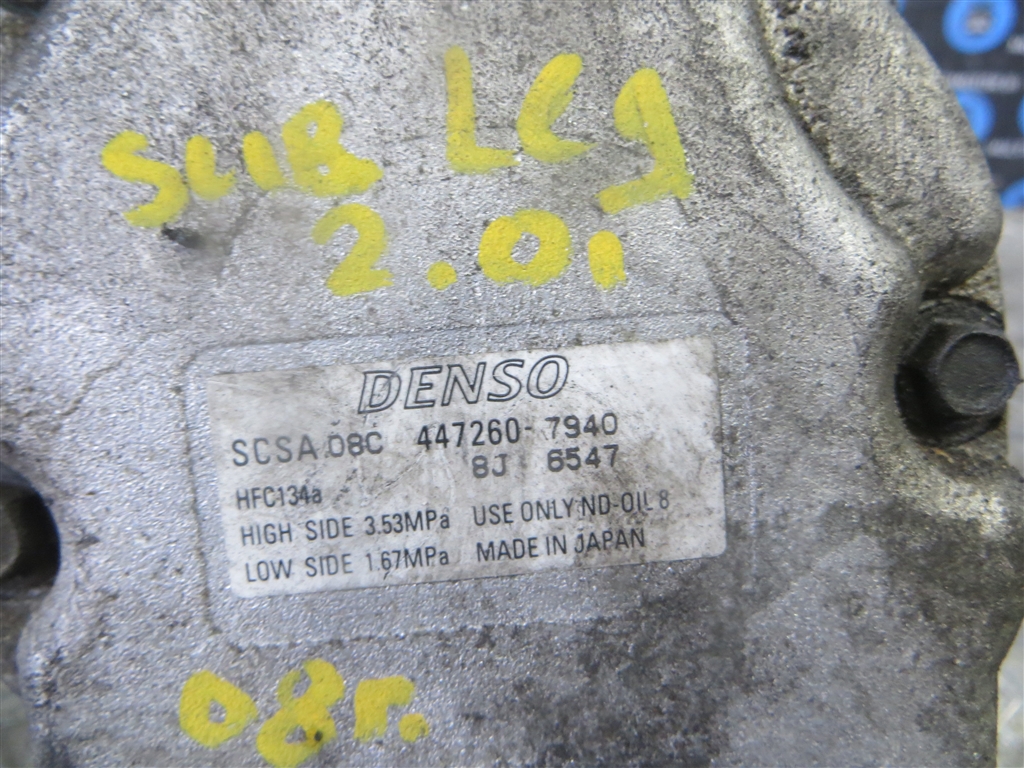 SUB LEG
2.0i
DENSO
SCSA 08C 447260-7940
8J 6547
HFC134a
HIGH SIDE 3.53MPa USE ONLY ND-OIL 8
LOW SIDE 1.67MPa MADE IN JAPAN
08г.